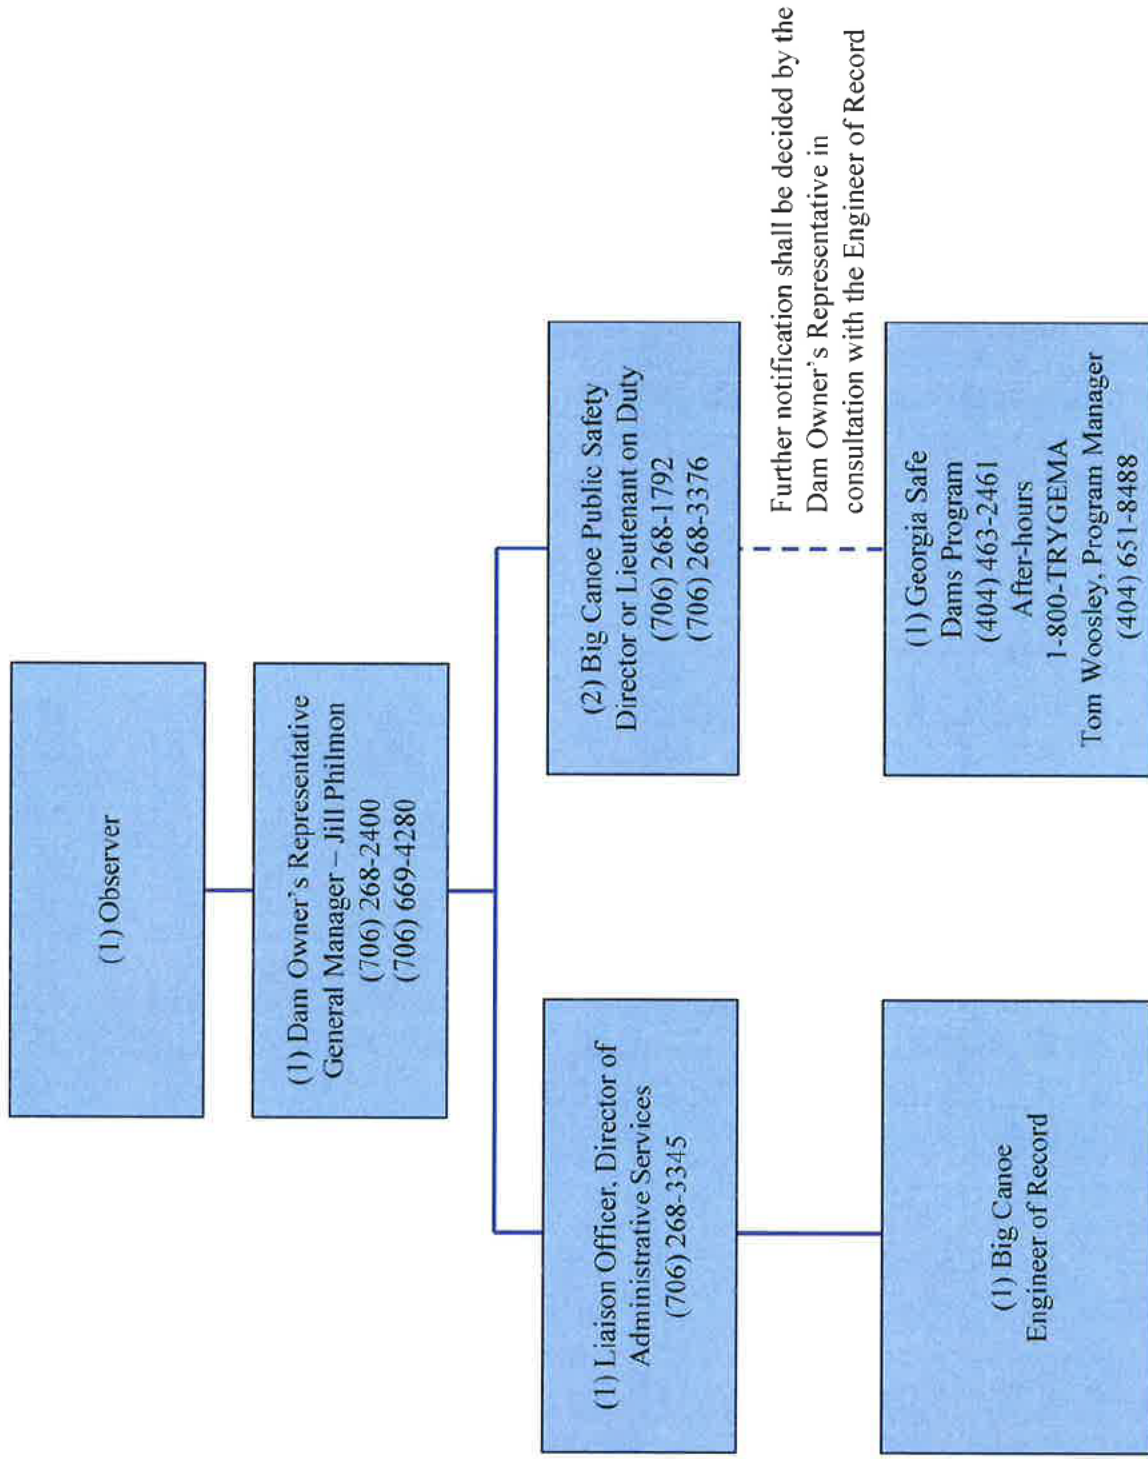 (1) Observer
(1) Dam Owner's Representative
General Manager – Jill Philmon
(706) 268-2400
(706) 669-4280
(1) Liaison Officer, Director of
Administrative Services
(706) 268-3345
(2) Big Canoe Public Safety
Director or Lieutenant on Duty
(706) 268-1792
(706) 268-3376
Further notification shall be decided by the
Dam Owner's Representative in
consultation with the Engineer of Record
(1) Big Canoe
Engineer of Record
(1) Georgia Safe
Dams Program
(404) 463-2461
After-hours
1-800-TRYGEMA
Tom Woosley, Program Manager
(404) 651-8488